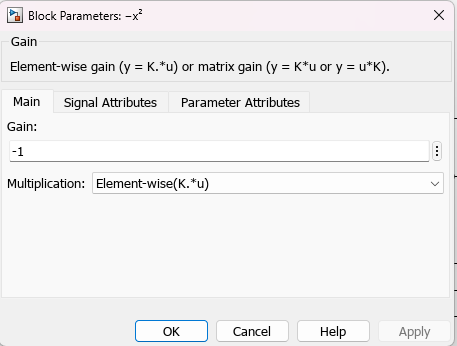 Block Parameters: −x²
Gain
Element-wise gain (y = K.*u) or matrix gain (y = K*u or y = u*K).
Main Signal Attributes Parameter Attributes
Gain:
-1
Multiplication: Element-wise(K.*u)
OK Cancel Help Apply